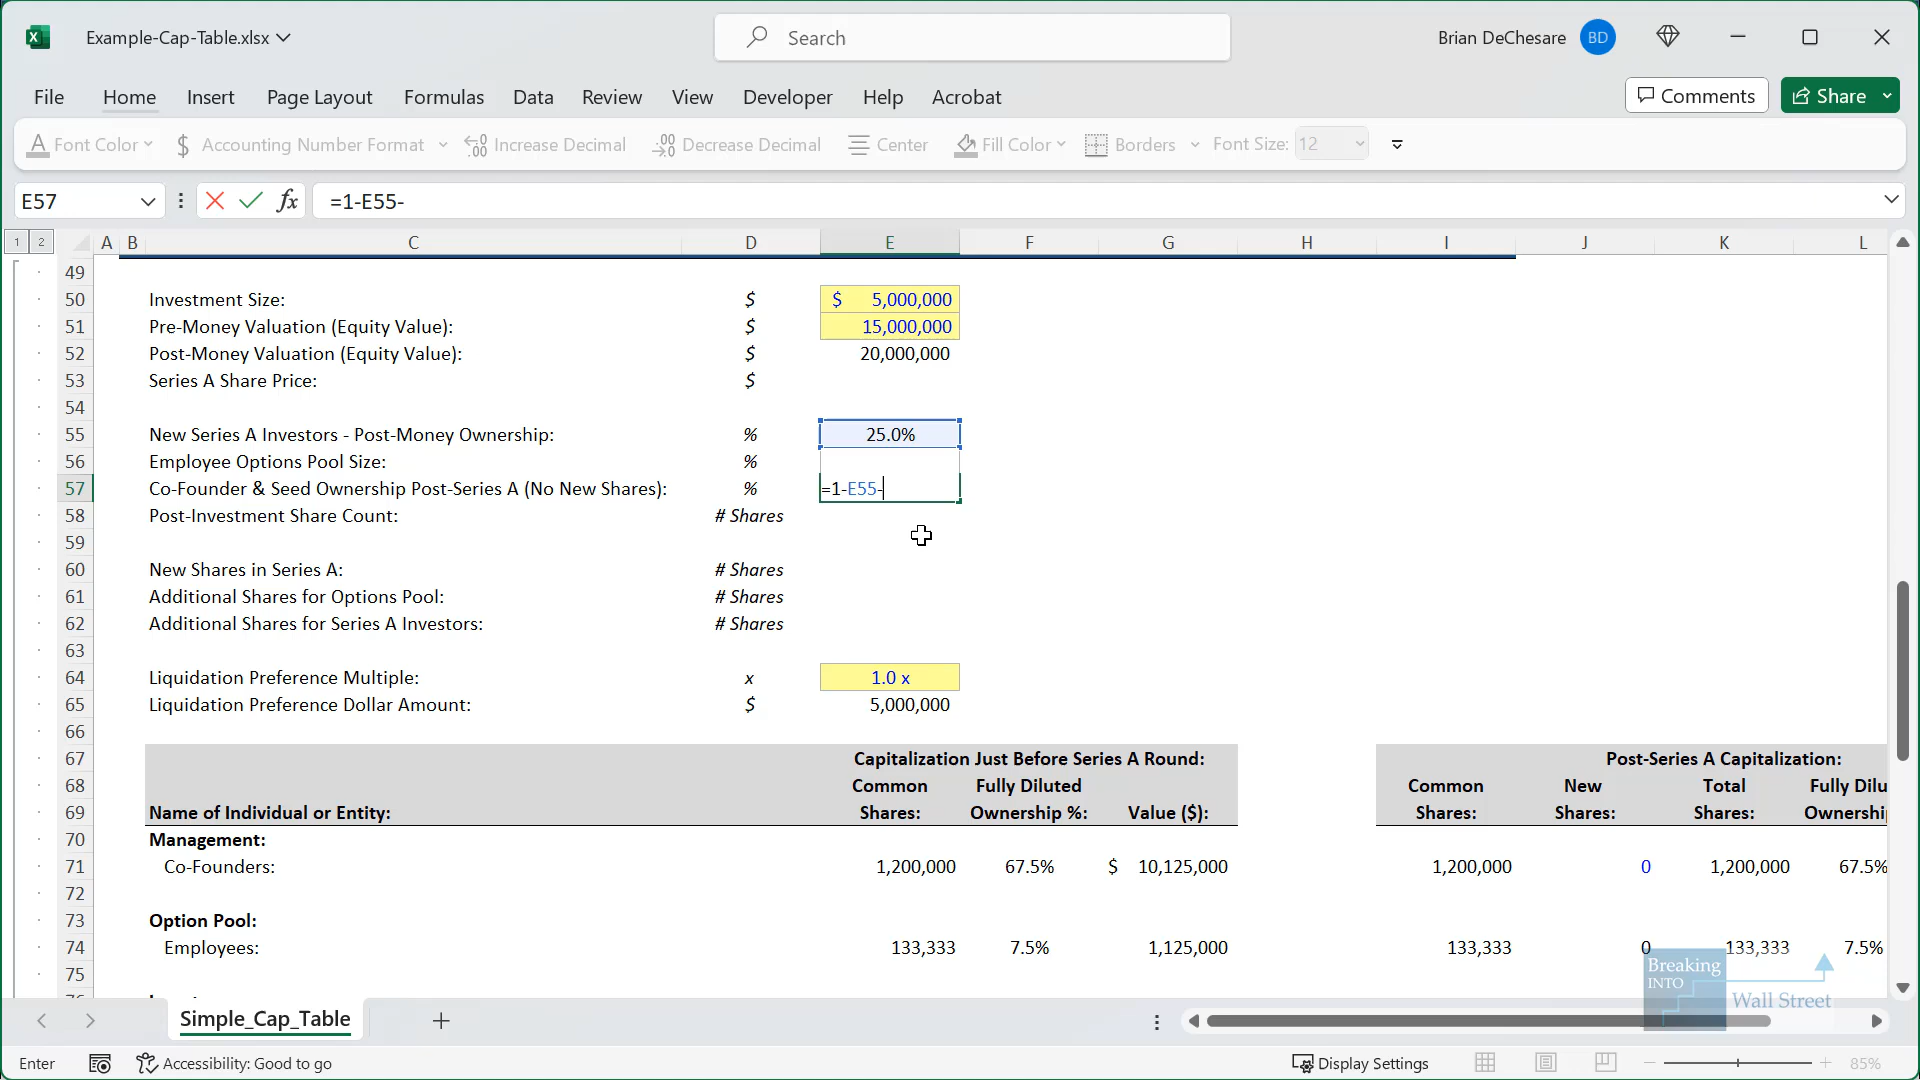 Example-Cap-Table.xlsx
Search
Brian DeChesare BD
File Home Insert Page Layout Formulas Data Review View Developer Help Acrobat
Comments Share
Font Color $ Accounting Number Format Increase Decimal Decrease Decimal Center Fill Color Borders Font Size: 12
E57 fx =1-E55-
1 2 A B C D E F G H I J K L
49
50 Investment Size: $ $ 5,000,000
51 Pre-Money Valuation (Equity Value): $ 15,000,000
52 Post-Money Valuation (Equity Value): $ 20,000,000
53 Series A Share Price: $
54
55 New Series A Investors - Post-Money Ownership: % 25.0%
56 Employee Options Pool Size: %
57 Co-Founder & Seed Ownership Post-Series A (No New Shares): % =1-E55-
58 Post-Investment Share Count: # Shares
59
60 New Shares in Series A: # Shares
61 Additional Shares for Options Pool: # Shares
62 Additional Shares for Series A Investors: # Shares
63
64 Liquidation Preference Multiple: x 1.0 x
65 Liquidation Preference Dollar Amount: $ 5,000,000
66
67 Capitalization Just Before Series A Round: Post-Series A Capitalization:
68 Common Fully Diluted Common New Total Fully Dilu
69 Name of Individual or Entity: Shares: Ownership %: Value ($): Shares: Shares: Shares: Ownershi
70 Management:
71 Co-Founders: 1,200,000 67.5% $ 10,125,000 1,200,000 0 1,200,000 67.5%
72
73 Option Pool:
74 Employees: 133,333 7.5% 1,125,000 133,333 0 133,333 7.5%
75
Breaking
INTO
Wall Street
Simple_Cap_Table
Enter Accessibility: Good to go Display Settings 85%